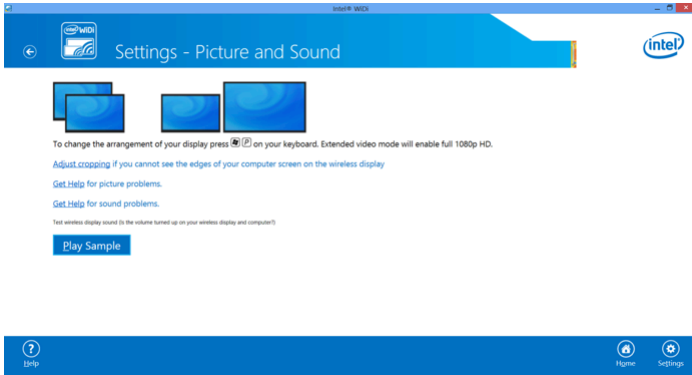 Intel® WiDi
intel WiDi
Settings - Picture and Sound
intel
To change the arrangement of your display press P on your keyboard. Extended video mode will enable full 1080p HD.
Adjust cropping if you cannot see the edges of your computer screen on the wireless display
Get Help for picture problems.
Get Help for sound problems.
Test wireless display sound (Is the volume turned up on your wireless display and computer?)
Play Sample
? Help
Home
Settings